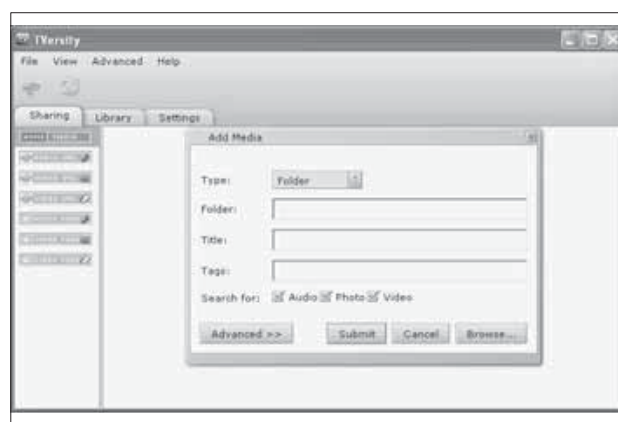 TVersity
File View Advanced Help
Sharing Library Settings
Add Media
Type: Folder
Folder:
Title:
Tags:
Search for: Audio Photo Video
Advanced >> Submit Cancel Browse...